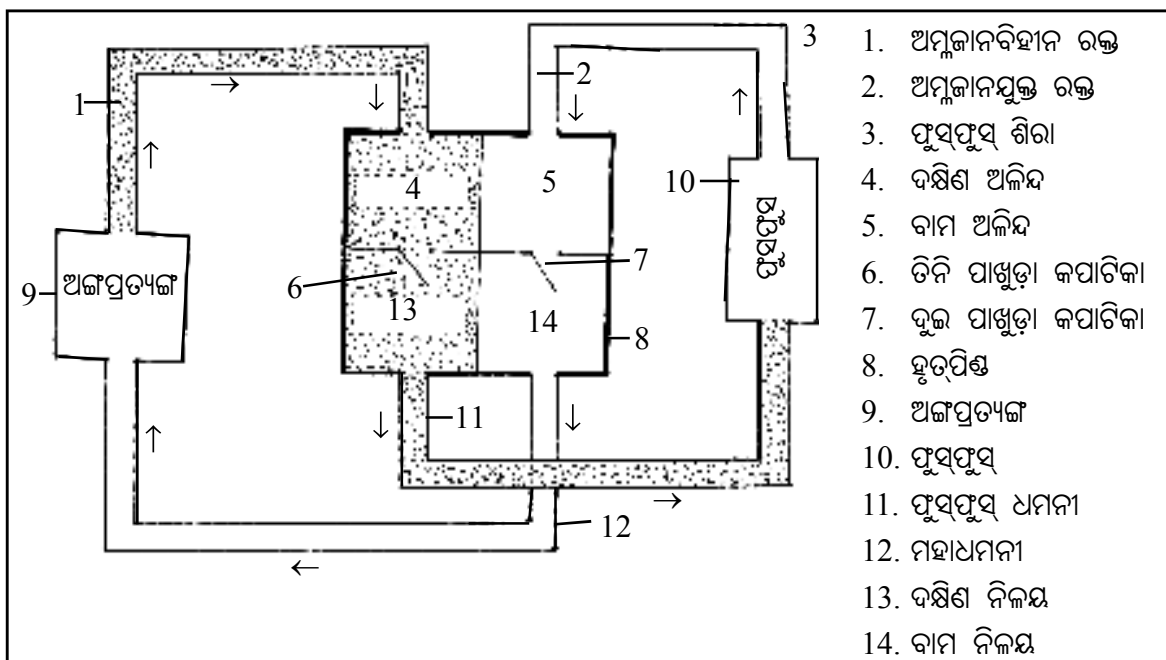 1
2
3
4
5
6
7
8
9
10
11
12
13
14
ଅଙ୍ଗପ୍ରତ୍ୟଙ୍ଗ
ଫୁସ୍‌ଫୁସ୍
1. ଅମ୍ଳଜାନବିହୀନ ରକ୍ତ
2. ଅମ୍ଳଜାନଯୁକ୍ତ ରକ୍ତ
3. ଫୁସ୍‌ଫୁସ୍ ଶିରା
4. ଦକ୍ଷିଣ ଅଳିନ୍ଦ
5. ବାମ ଅଳିନ୍ଦ
6. ତିନି ପାଖୁଡ଼ା କପାଟିକା
7. ଦୁଇ ପାଖୁଡ଼ା କପାଟିକା
8. ହୃତ୍‌ପିଣ୍ଡ
9. ଅଙ୍ଗପ୍ରତ୍ୟଙ୍ଗ
10. ଫୁସ୍‌ଫୁସ୍
11. ଫୁସ୍‌ଫୁସ୍ ଧମନୀ
12. ମହାଧମନୀ
13. ଦକ୍ଷିଣ ନିଳୟ
14. ବାମ ନିଳୟ